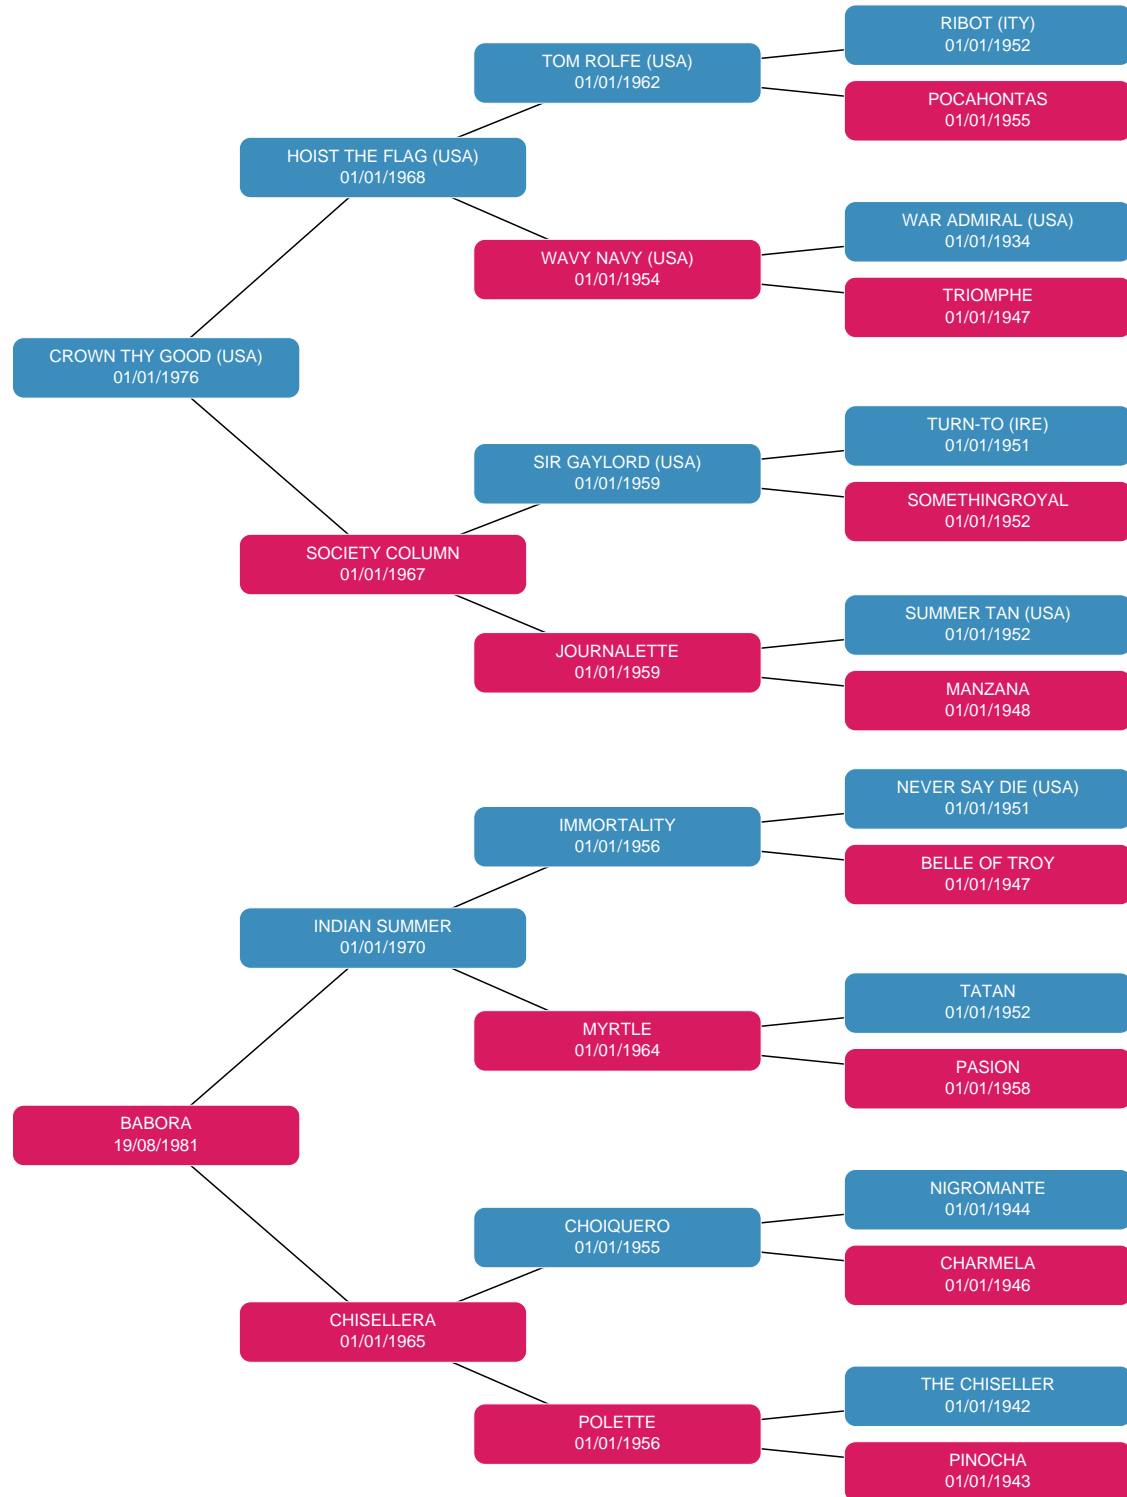 RIBOT (ITY)
01/01/1952
TOM ROLFE (USA)
01/01/1962
POCAHONTAS
01/01/1955
HOIST THE FLAG (USA)
01/01/1968
WAR ADMIRAL (USA)
01/01/1934
WAVY NAVY (USA)
01/01/1954
TRIOMPHE
01/01/1947
CROWN THY GOOD (USA)
01/01/1976
TURN-TO (IRE)
01/01/1951
SIR GAYLORD (USA)
01/01/1959
SOMETHINGROYAL
01/01/1952
SOCIETY COLUMN
01/01/1967
SUMMER TAN (USA)
01/01/1952
JOURNALETTE
01/01/1959
MANZANA
01/01/1948
NEVER SAY DIE (USA)
01/01/1951
IMMORTALITY
01/01/1956
BELLE OF TROY
01/01/1947
INDIAN SUMMER
01/01/1970
TATAN
01/01/1952
MYRTLE
01/01/1964
PASION
01/01/1958
BABORA
19/08/1981
NIGROMANTE
01/01/1944
CHOIQUERO
01/01/1955
CHARMELA
01/01/1946
CHISELLERA
01/01/1965
THE CHISELLER
01/01/1942
POLETTE
01/01/1956
PINOCHA
01/01/1943